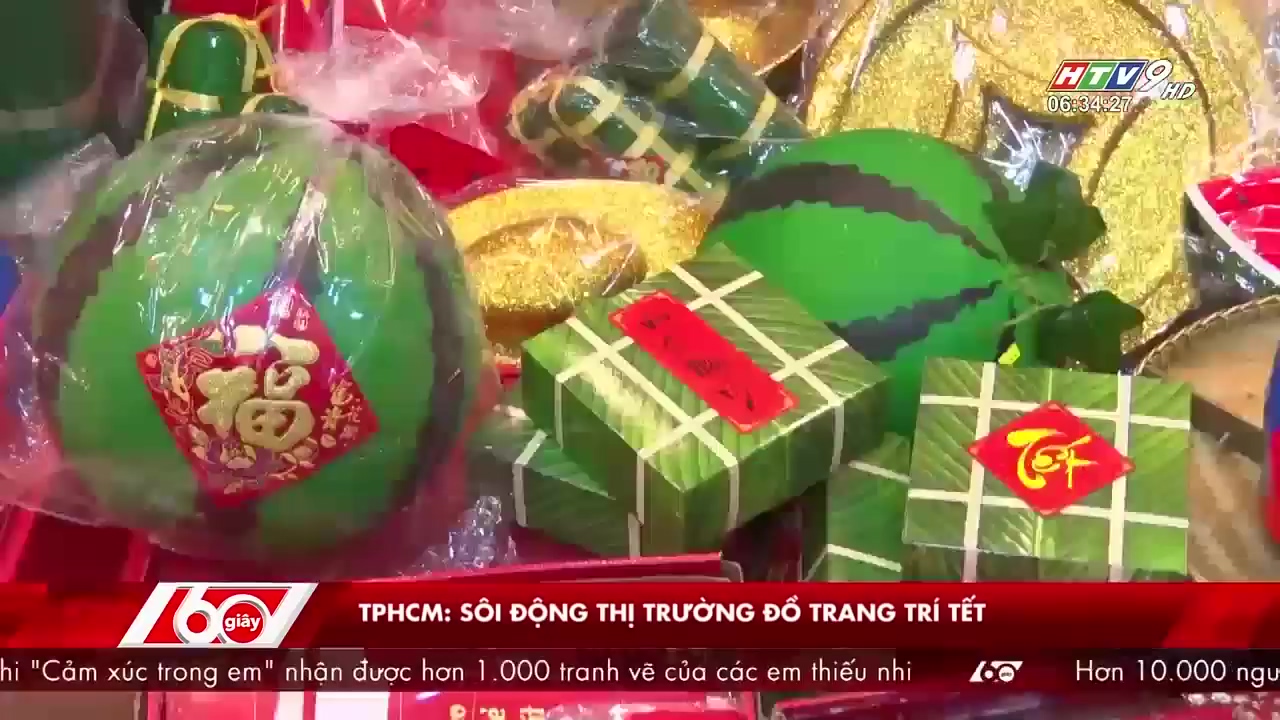 HTV9 HD
06:34:27
福
Tết
60 giây
TPHCM: SÔI ĐỘNG THỊ TRƯỜNG ĐỒ TRANG TRÍ TẾT
hi "Cảm xúc trong em" nhận được hơn 1.000 tranh vẽ của các em thiếu nhi
60 giây
Hơn 10.000 ngư